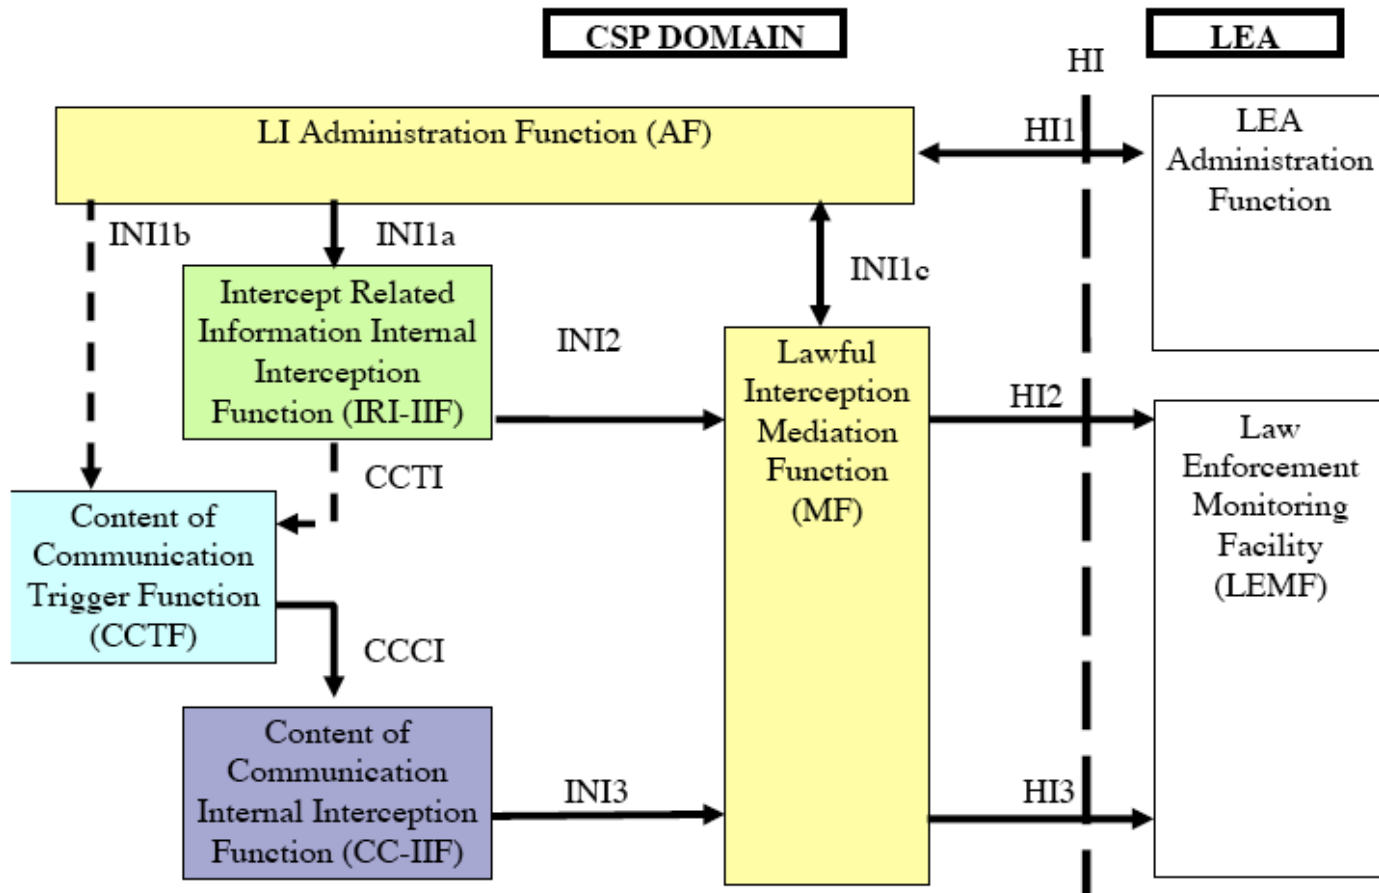 CSP DOMAIN
LEA
HI
LI Administration Function (AF)
HI1
LEA
Administration
Function
INI1b
INI1a
INI1c
Intercept Related
Information Internal
Interception
Function (IRI-IIF)
INI2
Lawful
Interception
Mediation
Function
(MF)
HI2
Law
Enforcement
Monitoring
Facility
(LEMF)
CCTI
Content of
Communication
Trigger Function
(CCTF)
CCCI
Content of
Communication
Internal Interception
Function (CC-IIF)
INI3
HI3